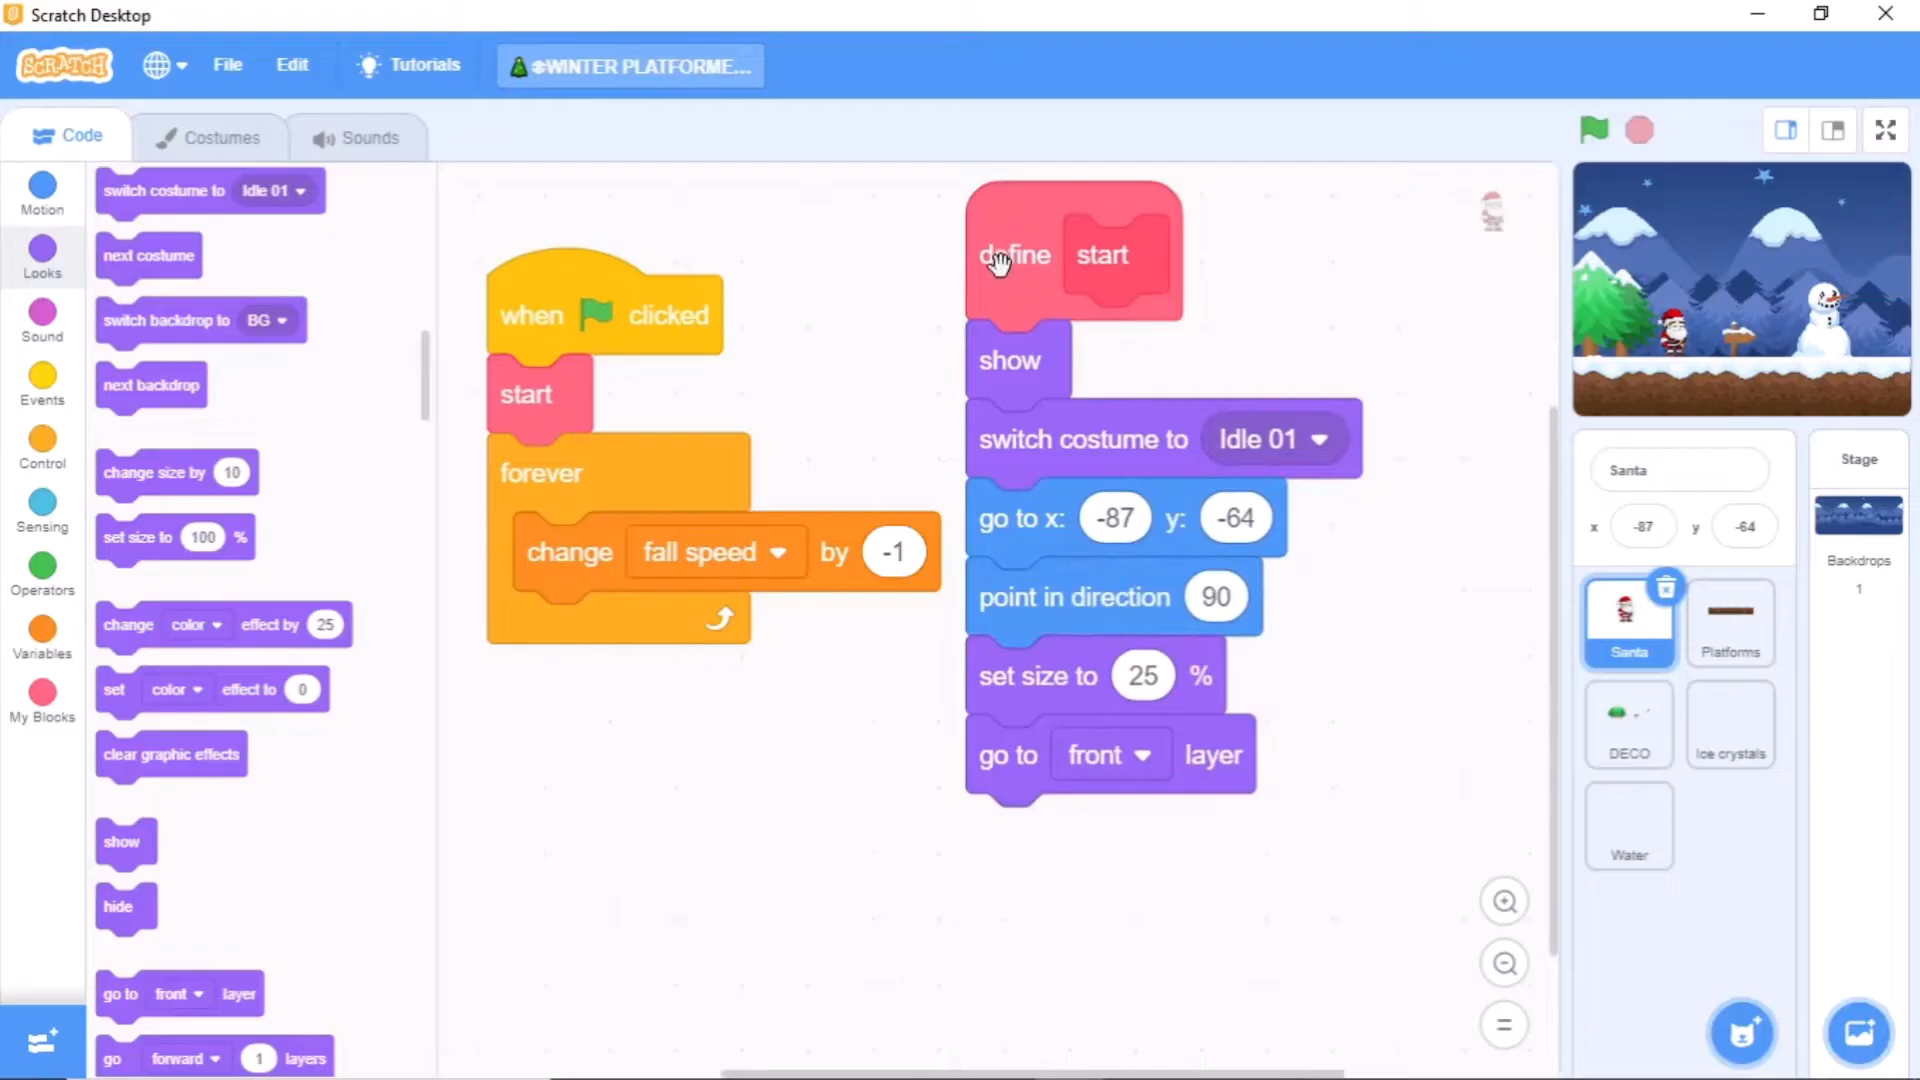 Scratch Desktop
SCRATCH
File
Edit
Tutorials
WINTER PLATFORME...
Code
Costumes
Sounds
Motion
Looks
Sound
Events
Control
Sensing
Operators
Variables
My Blocks
switch costume to Idle 01
next costume
switch backdrop to BG
next backdrop
change size by 10
set size to 100 %
change color effect by 25
set color effect to 0
clear graphic effects
show
hide
go to front layer
go forward 1 layers
when clicked
start
forever
change fall speed by -1
define start
show
switch costume to Idle 01
go to x: -87 y: -64
point in direction 90
set size to 25 %
go to front layer
Santa
x -87 y -64
Santa
Platforms
DECO
Ice crystals
Water
Stage
Backdrops
1